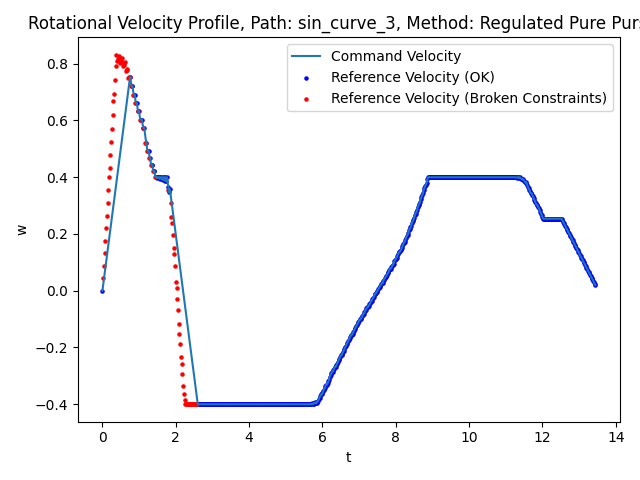 Rotational Velocity Profile, Path: sin_curve_3, Method: Regulated Pure Purs
Command Velocity
Reference Velocity (OK)
Reference Velocity (Broken Constraints)
0.8
0.6
0.4
0.2
0.0
−0.2
−0.4
w
0
2
4
6
8
10
12
14
t